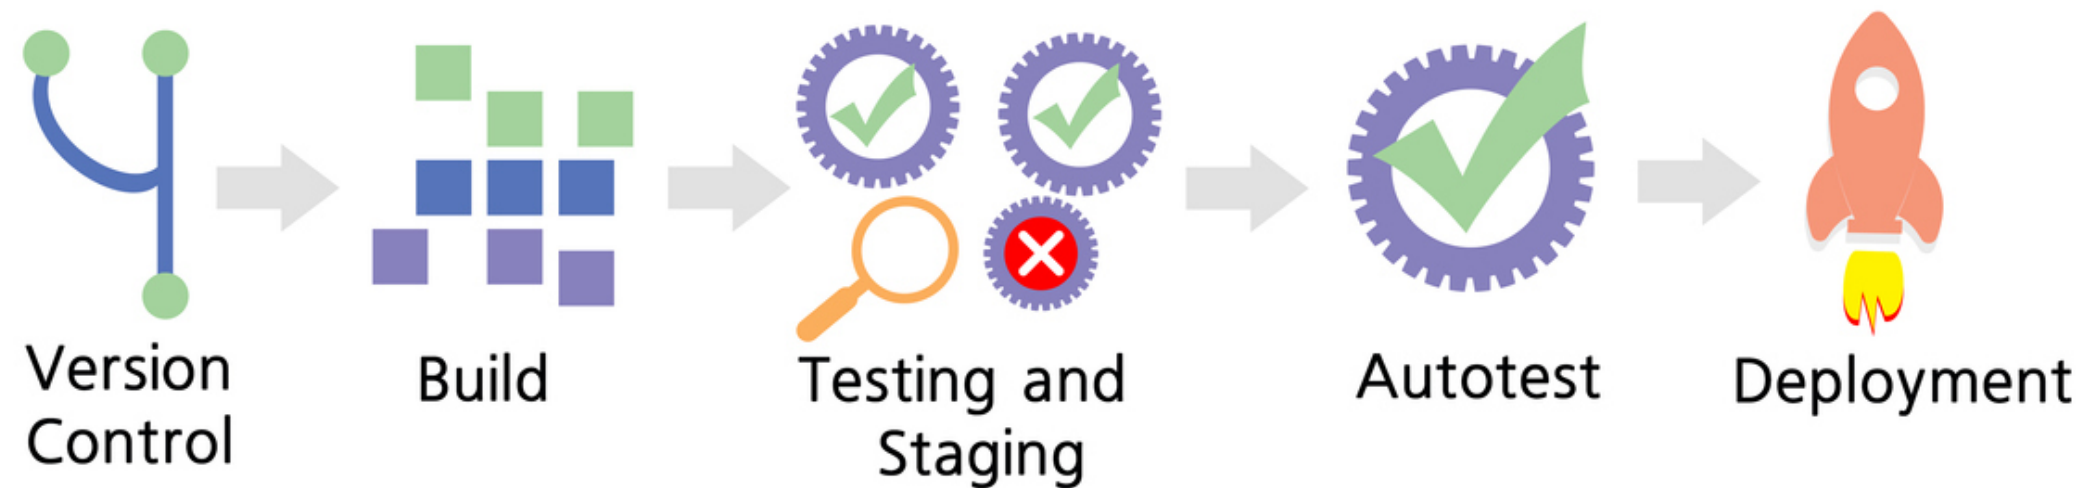 Version
Control
Build
Testing and
Staging
Autotest
Deployment